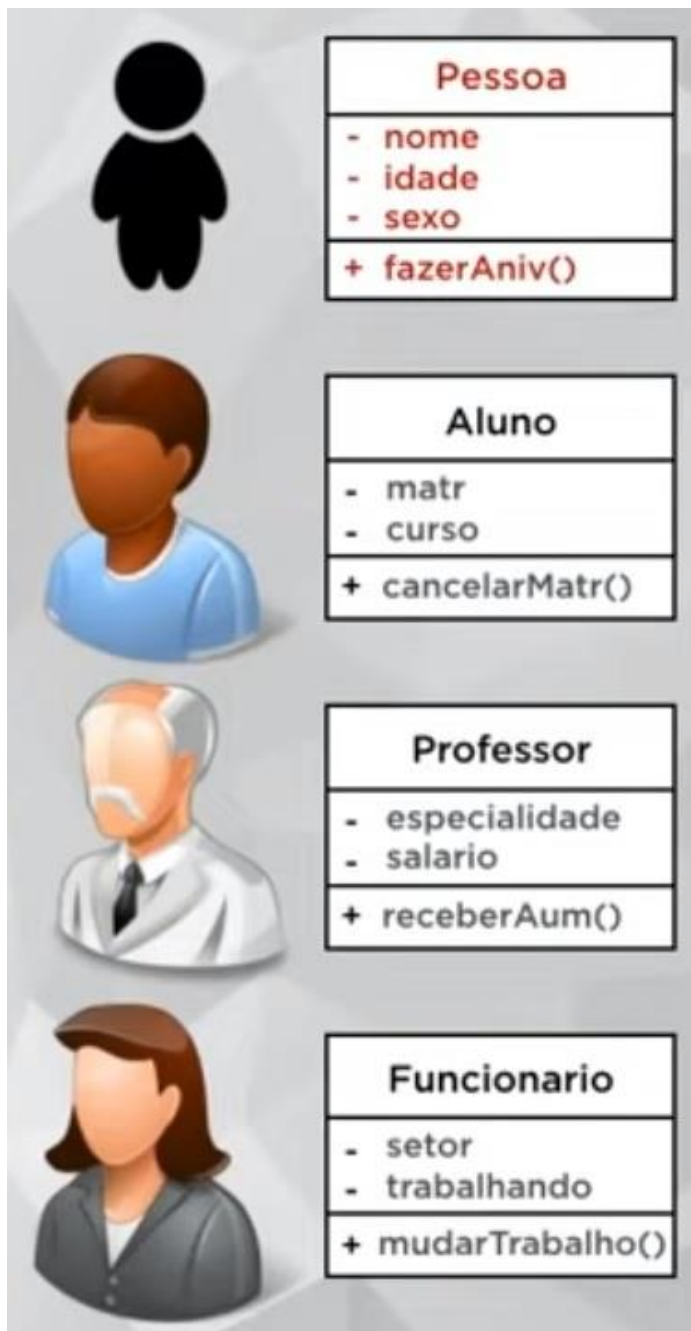 Pessoa
- nome
- idade
- sexo
+ fazerAniv()
Aluno
- matr
- curso
+ cancelarMatr()
Professor
- especialidade
- salario
+ receberAum()
Funcionario
- setor
- trabalhando
+ mudarTrabalho()